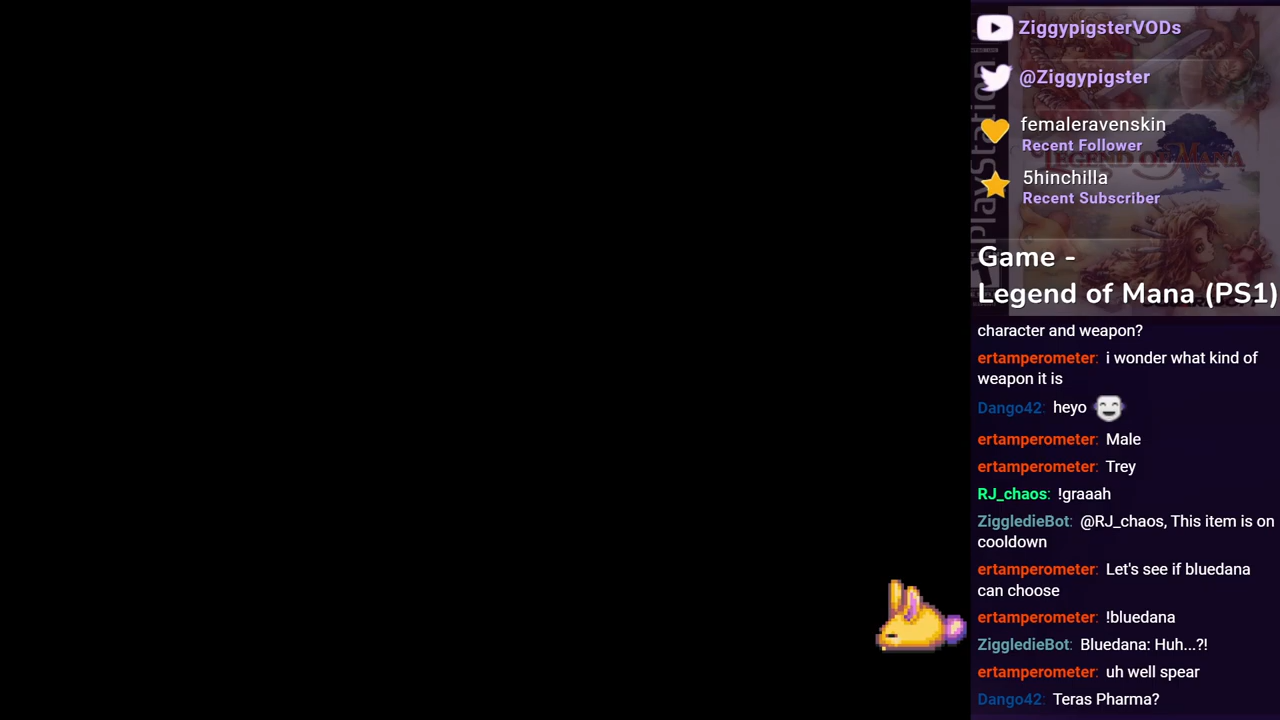 ZiggypigsterVODs
@Ziggypigster
femaleravenskin
Recent Follower
5hinchilla
Recent Subscriber
PlayStation
LEGEND OF MANA
Game -
Legend of Mana (PS1)
character and weapon?
ertamperometer: i wonder what kind of
weapon it is
Dango42: heyo
ertamperometer: Male
ertamperometer: Trey
RJ_chaos: !graaah
ZiggledieBot: @RJ_chaos, This item is on
cooldown
ertamperometer: Let's see if bluedana
can choose
ertamperometer: !bluedana
ZiggledieBot: Bluedana: Huh...?!
ertamperometer: uh well spear
Dango42: Teras Pharma?